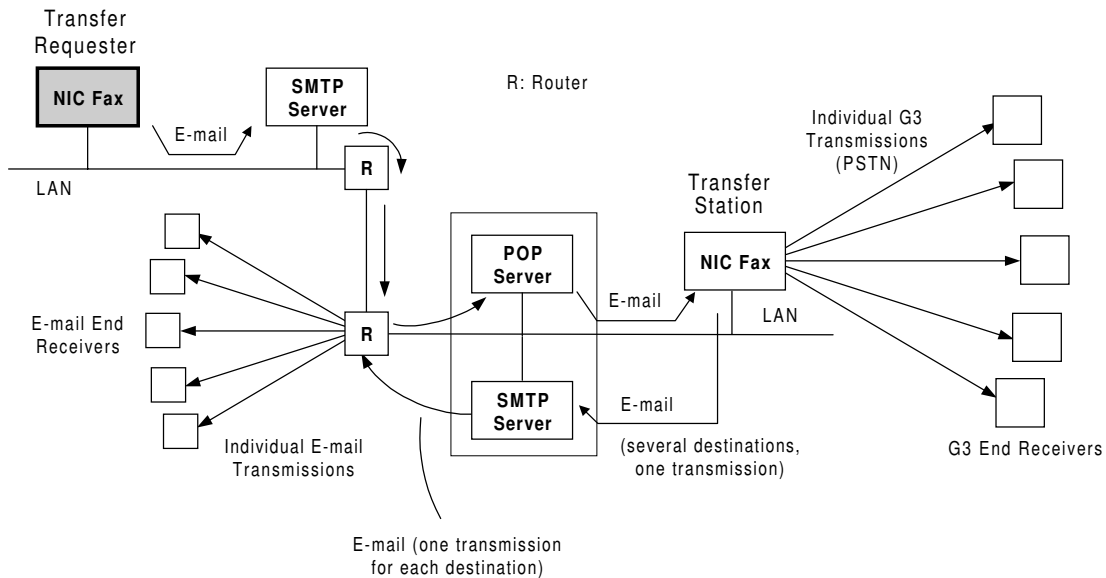 Transfer
Requester
NIC Fax
SMTP
Server
R: Router
E-mail
R
LAN
Individual G3
Transmissions
(PSTN)
Transfer
Station
NIC Fax
POP
Server
E-mail
LAN
E-mail End
Receivers
R
SMTP
Server
E-mail
(several destinations,
one transmission)
G3 End Receivers
Individual E-mail
Transmissions
E-mail (one transmission
for each destination)